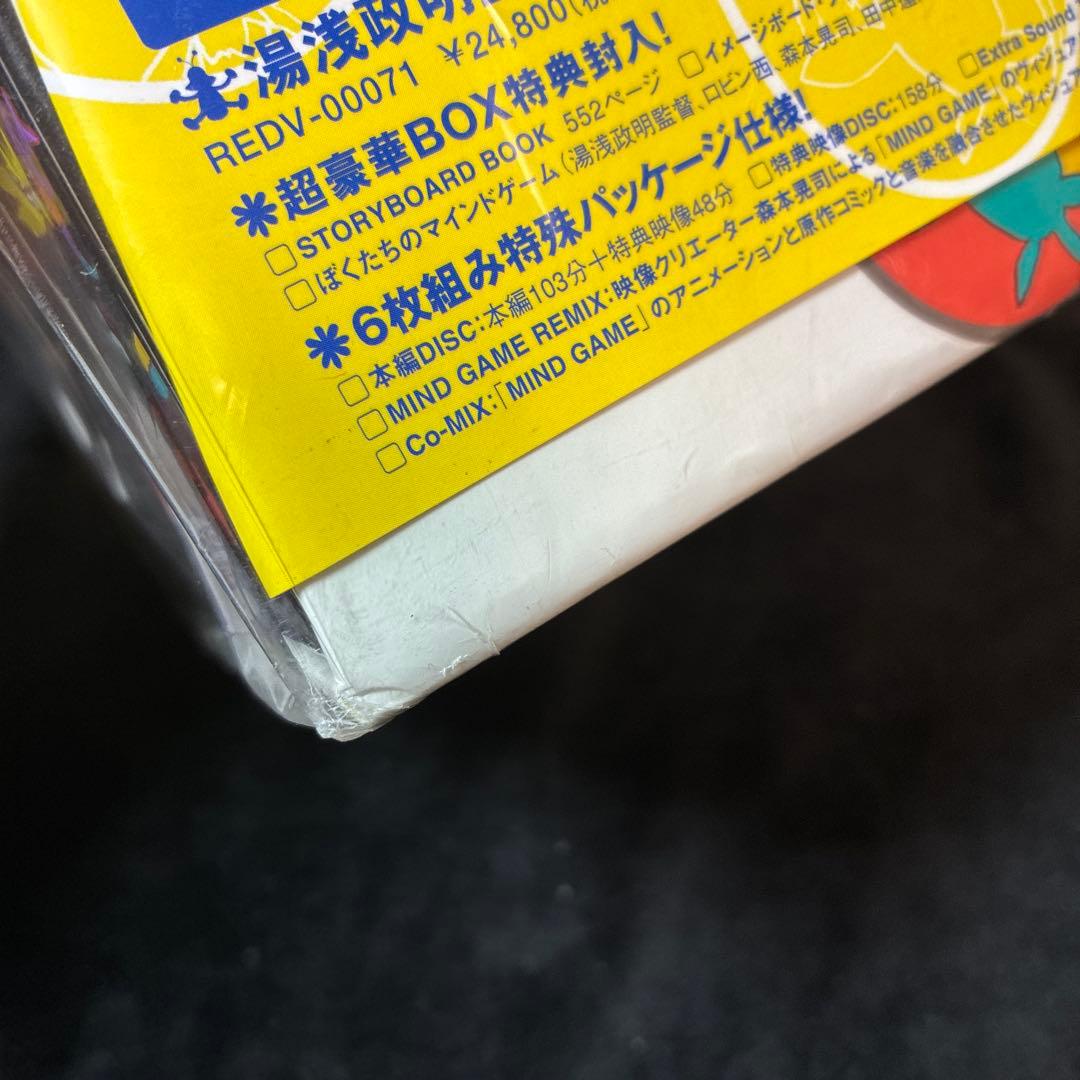 湯浅政明
REDV-00071 ¥24,800(税
*超豪華BOX特典封入!
□STORYBOARD BOOK 552ページ □イメージボード・
□ぼくたちのマインドゲーム(湯浅政明監督、ロビン西、森本晃司、田中達
*6枚組み特殊パッケージ仕様!
□本編DISC:本編103分+特典映像48分 □特典映像DISC:158分 □Extra Sound
□MIND GAME REMIX:映像クリエーター森本晃司による「MIND GAME」のヴィジュア
□Co-MIX:「MIND GAME」のアニメーションと原作コミックと音楽を融合させたヴィジュア